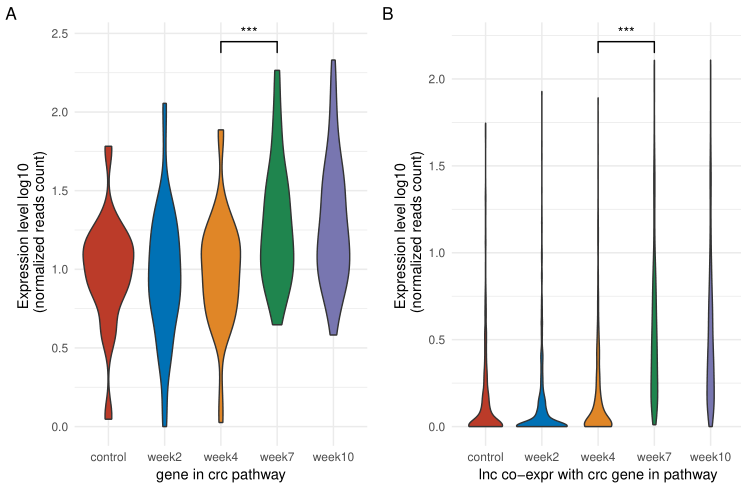 A
Expression level log10
(normalized reads count)
2.5
2.0
1.5
1.0
0.5
0.0
***
control week2 week4 week7 week10
gene in crc pathway
B
Expression level log10
(normalized reads count)
2.0
1.5
1.0
0.5
0.0
***
control week2 week4 week7 week10
lnc co−expr with crc gene in pathway